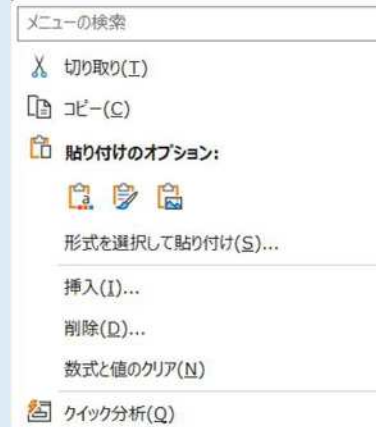 メニューの検索
切り取り(T)
コピー(C)
貼り付けのオプション:
形式を選択して貼り付け(S)...
挿入(I)...
削除(D)...
数式と値のクリア(N)
クイック分析(Q)